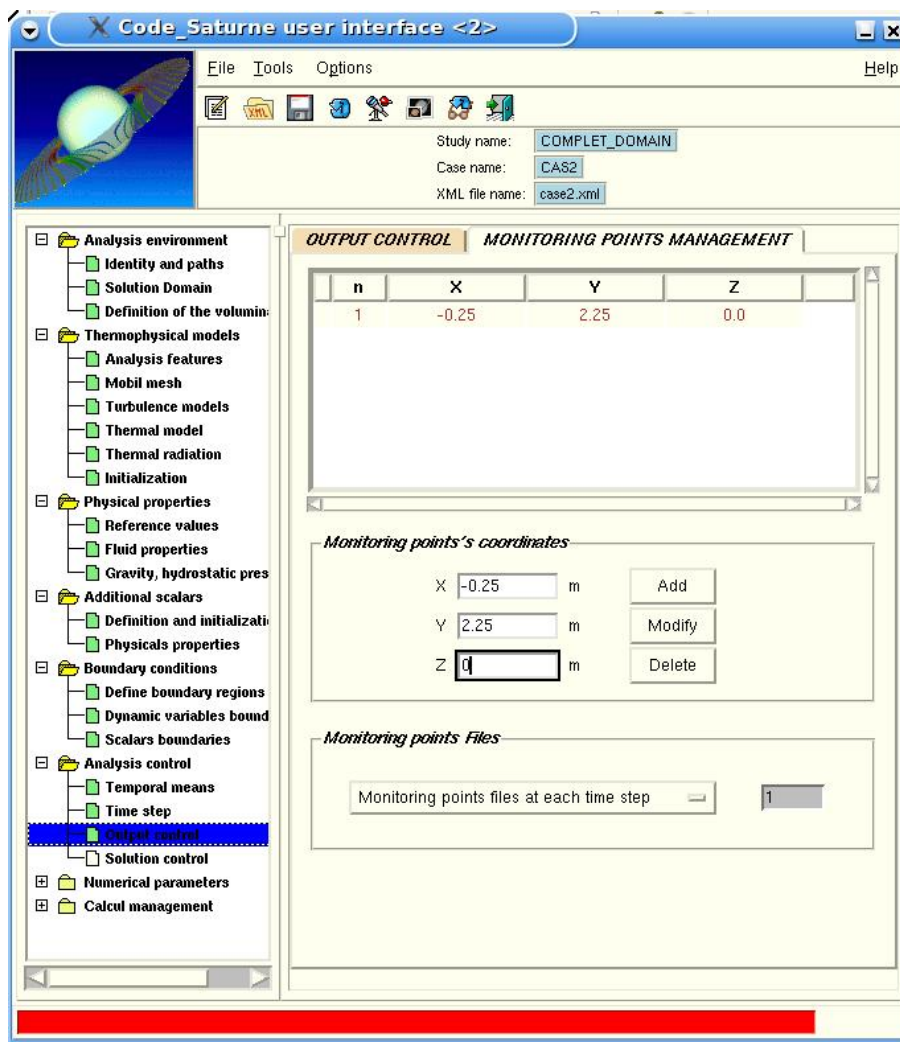 Code_Saturne user interface <2>
File Tools Options Help
XML
Study name: COMPLET_DOMAIN
Case name: CAS2
XML file name: case2.xml
Analysis environment
Identity and paths
Solution Domain
Definition of the volumin
Thermophysical models
Analysis features
Mobil mesh
Turbulence models
Thermal model
Thermal radiation
Initialization
Physical properties
Reference values
Fluid properties
Gravity, hydrostatic pres
Additional scalars
Definition and initializati
Physicals properties
Boundary conditions
Define boundary regions
Dynamic variables bound
Scalars boundaries
Analysis control
Temporal means
Time step
Output control
Solution control
Numerical parameters
Calcul management
OUTPUT CONTROL MONITORING POINTS MANAGEMENT
n X Y Z
1 -0.25 2.25 0.0
Monitoring points's coordinates
X -0.25 m Add
Y 2.25 m Modify
Z 0 m Delete
Monitoring points Files
Monitoring points files at each time step 1